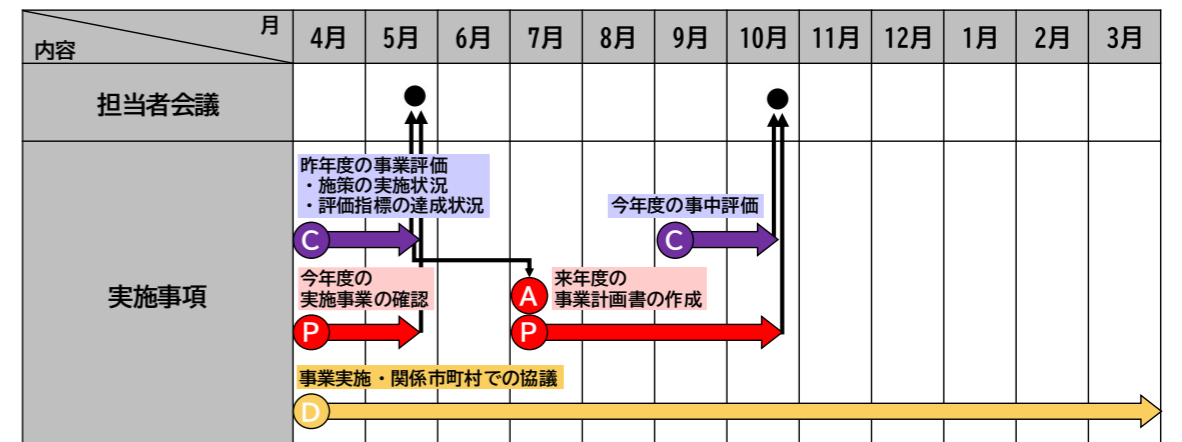 月
内容
4月 5月 6月 7月 8月 9月 10月 11月 12月 1月 2月 3月
担当者会議
実施事項
昨年度の事業評価
・施策の実施状況
・評価指標の達成状況
C
今年度の事中評価
C
今年度の
実施事業の確認
P
A
来年度の
事業計画書の作成
P
事業実施・関係市町村での協議
D